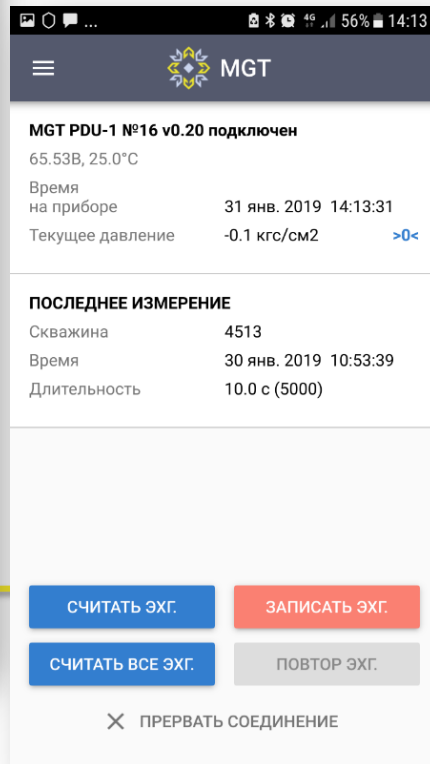 ... 4G 56% 14:13
MGT
MGT PDU-1 №16 v0.20 подключен
65.53В, 25.0°C
Время
на приборе 31 янв. 2019 14:13:31
Текущее давление -0.1 кгс/см2 >0<
ПОСЛЕДНЕЕ ИЗМЕРЕНИЕ
Скважина 4513
Время 30 янв. 2019 10:53:39
Длительность 10.0 с (5000)
СЧИТАТЬ ЭХГ. ЗАПИСАТЬ ЭХГ.
СЧИТАТЬ ВСЕ ЭХГ. ПОВТОР ЭХГ.
ПРЕРВАТЬ СОЕДИНЕНИЕ